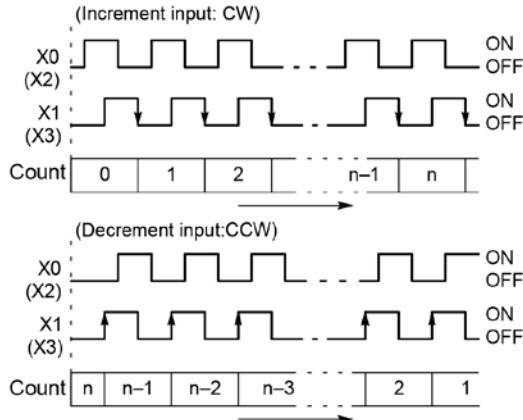 (Increment input: CW)
X0 ON
(X2) OFF
X1 ON
(X3) OFF
Count 0 1 2 n–1 n
(Decrement input:CCW)
X0 ON
(X2) OFF
X1 ON
(X3) OFF
Count n n–1 n–2 n–3 2 1